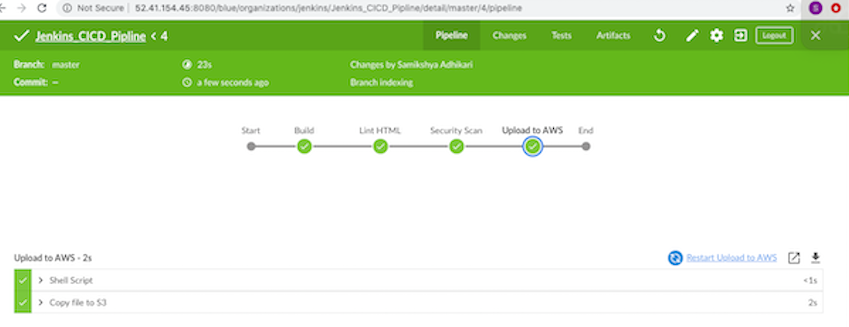 Not Secure | 52.41.154.45:8080/blue/organizations/jenkins/Jenkins_CICD_Pipline/detail/master/4/pipeline
S
Jenkins_CICD_Pipline < 4
Pipeline Changes Tests Artifacts Logout
Branch: master 23s Changes by Samikshya Adhikari
Commit: – a few seconds ago Branch indexing
Start Build Lint HTML Security Scan Upload to AWS End
Upload to AWS - 2s Restart Upload to AWS
Shell Script <1s
Copy file to S3 2s